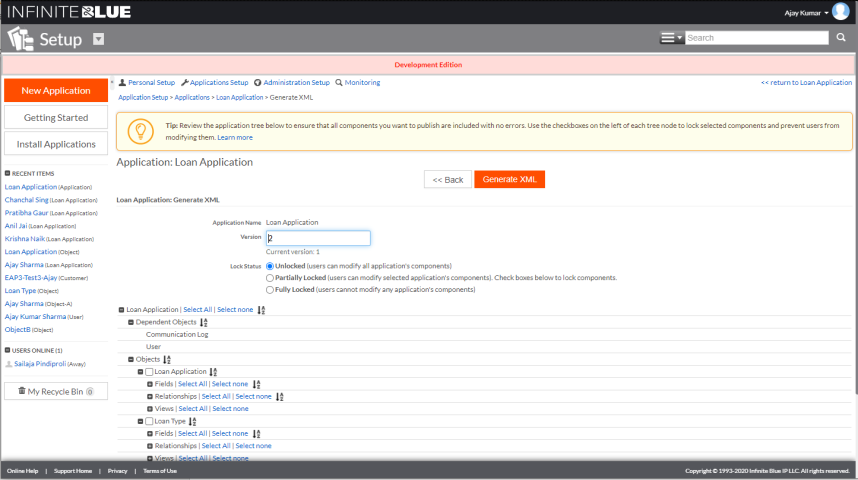 INFINITEBLUE
Ajay Kumar
Setup
Search
Development Edition
New Application
Getting Started
Install Applications
RECENT ITEMS
Loan Application (Application)
Chanchal Sing (Loan Application)
Pratibha Gaur (Loan Application)
Anil Jai (Loan Application)
Krishna Naik (Loan Application)
Loan Application (Object)
Ajay Sharma (Loan Application)
EAP3-Test3-Ajay (Customer)
Loan Type (Object)
Ajay Sharma (Object-A)
Ajay Kumar Sharma (User)
ObjectB (Object)
USERS ONLINE (1)
Sailaja Pindiproli (Away)
My Recycle Bin 0
Personal Setup Applications Setup Administration Setup Monitoring << return to Loan Application
Application Setup > Applications > Loan Application > Generate XML
Tip: Review the application tree below to ensure that all components you want to publish are included with no errors. Use the checkboxes on the left of each tree node to lock selected components and prevent users from
modifying them. Learn more
Application: Loan Application
<< Back Generate XML
Loan Application: Generate XML
Application Name Loan Application
Version 2
Current version: 1
Lock Status Unlocked (users can modify all application's components)
Partially Locked (users can modify selected application's components). Check boxes below to lock components.
Fully Locked (users cannot modify any application's components)
Loan Application | Select All | Select none
Dependent Objects
Communication Log
User
Objects
Loan Application
Fields | Select All | Select none
Relationships | Select All | Select none
Views | Select All | Select none
Loan Type
Fields | Select All | Select none
Relationships | Select All | Select none
Views | Select All | Select none
Online Help | Support Home | Privacy | Terms of Use
Copyright © 1993-2020 Infinite Blue IP LLC. All rights reserved.